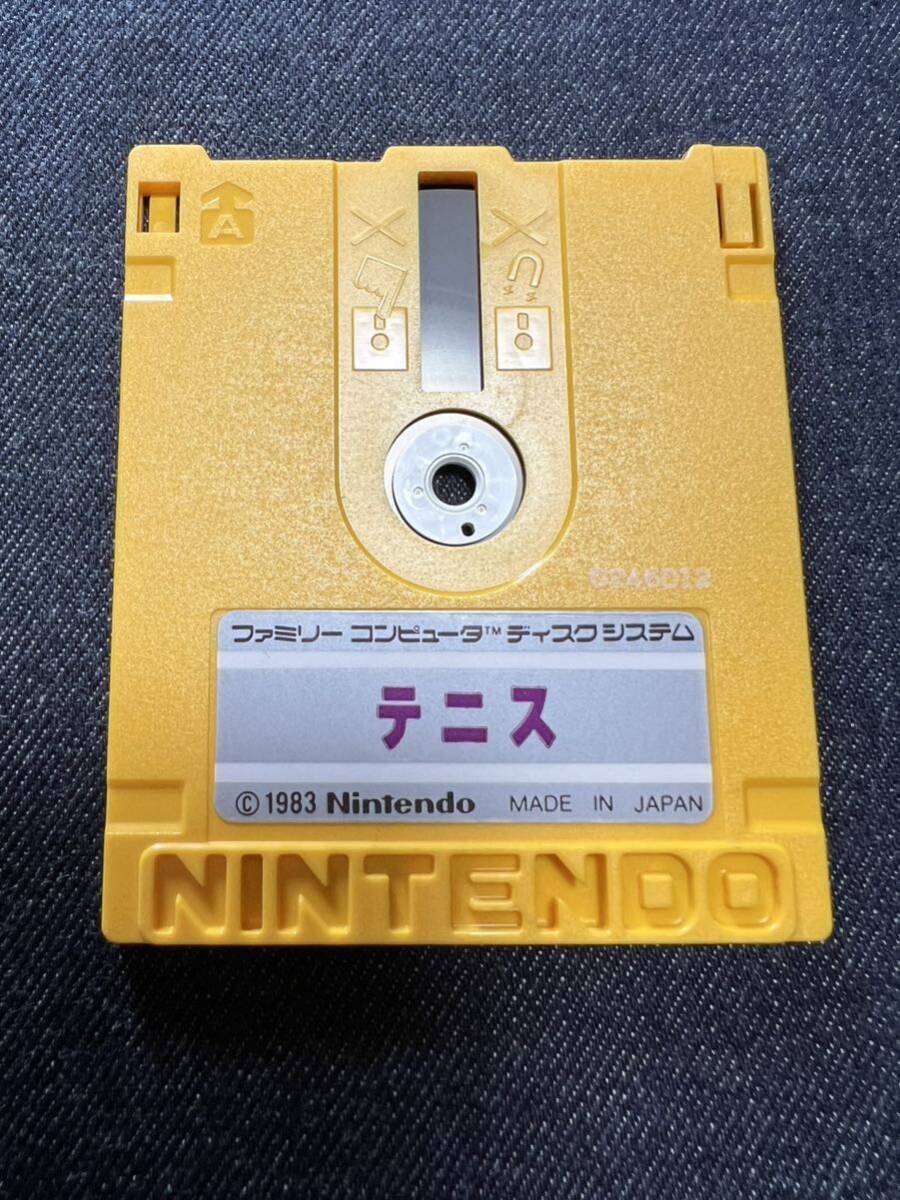 A
0246D12
ファミリー コンピュータ™ ディスクシステム
テニス
© 1983 Nintendo MADE IN JAPAN
NINTENDO